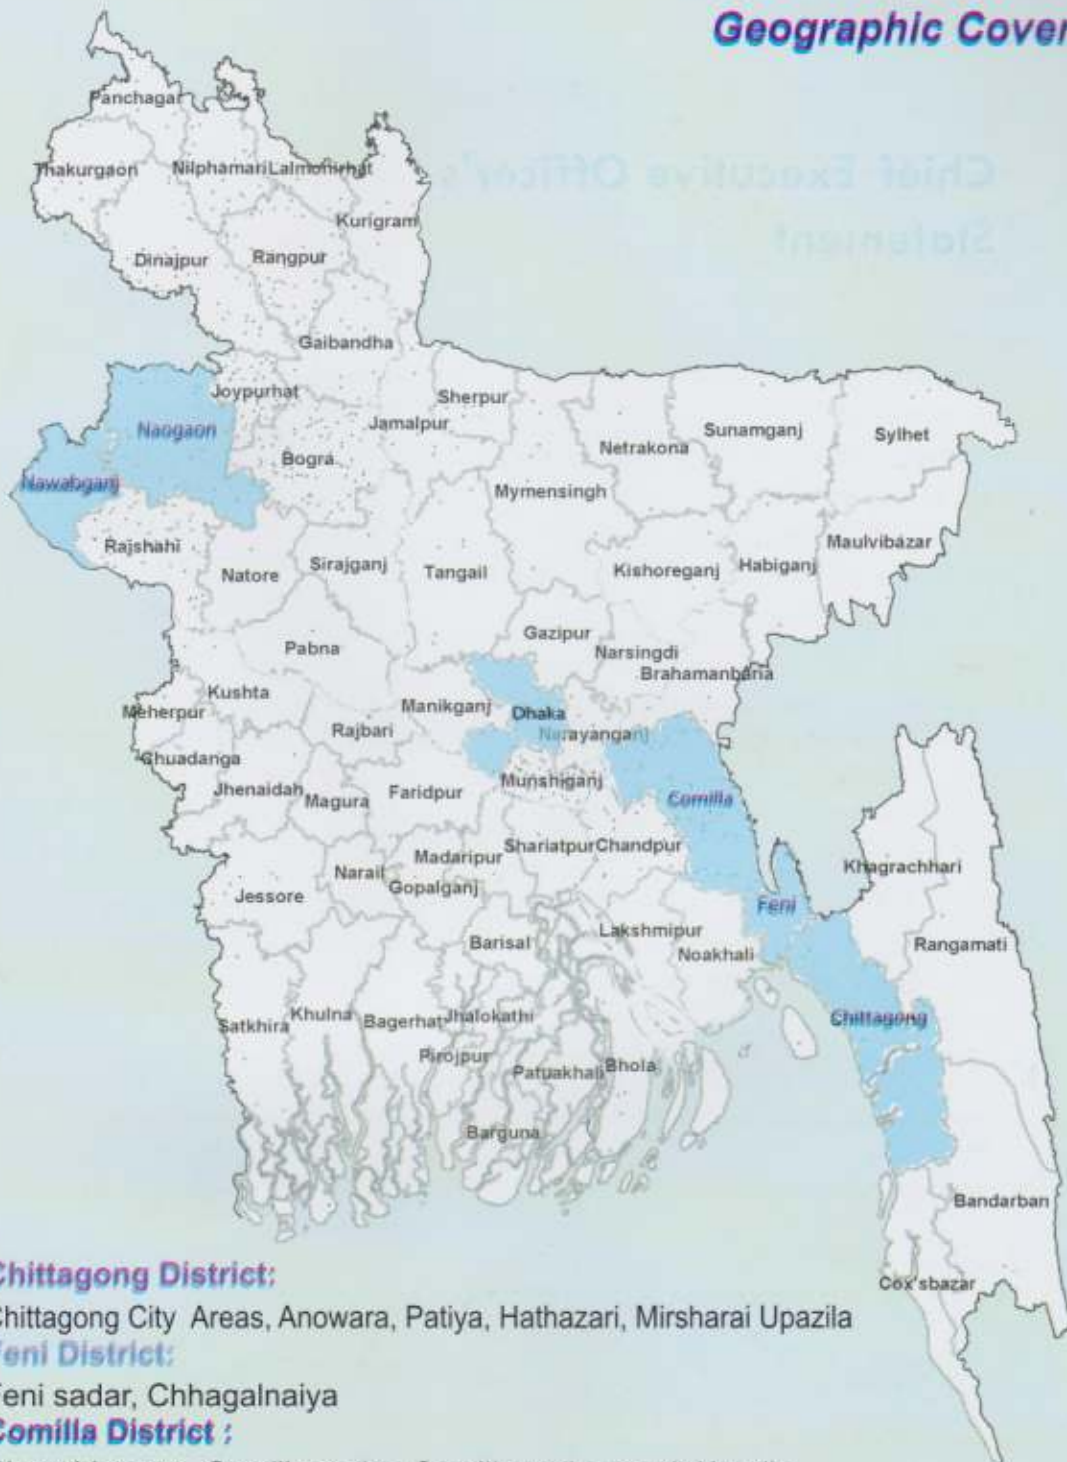 Geographic Cover
Chief Executive Officer's
Statement
Panchagar
Thakurgaon
Nilphamari
Lalmonirhat
Kurigram
Dinajpur
Rangpur
Gaibandha
Joypurhat
Sherpur
Jamalpur
Naogaon
Bogra
Netrakona
Sunamganj
Sylhet
Nawabganj
Mymensingh
Rajshahi
Natore
Sirajganj
Tangail
Kishoreganj
Habiganj
Maulvibazar
Gazipur
Pabna
Narsingdi
Brahamanbaria
Kushta
Meherpur
Manikganj
Dhaka
Rajbari
Narayanganj
Chuadanga
Jhenaidah
Magura
Faridpur
Munshiganj
Comilla
Shariatpur
Chandpur
Madaripur
Narail
Gopalganj
Jessore
Khagrachhari
Feni
Barisal
Lakshmipur
Noakhali
Rangamati
Satkhira
Khulna
Bagerhat
Jhalokathi
Chittagong
Pirojpur
Patuakhali
Bhola
Barguna
Bandarban
Cox'sbazar
Chittagong District:
Chittagong City Areas, Anowara, Patiya, Hathazari, Mirsharai Upazila
Feni District:
Feni sadar, Chhagalnaiya
Comilla District :